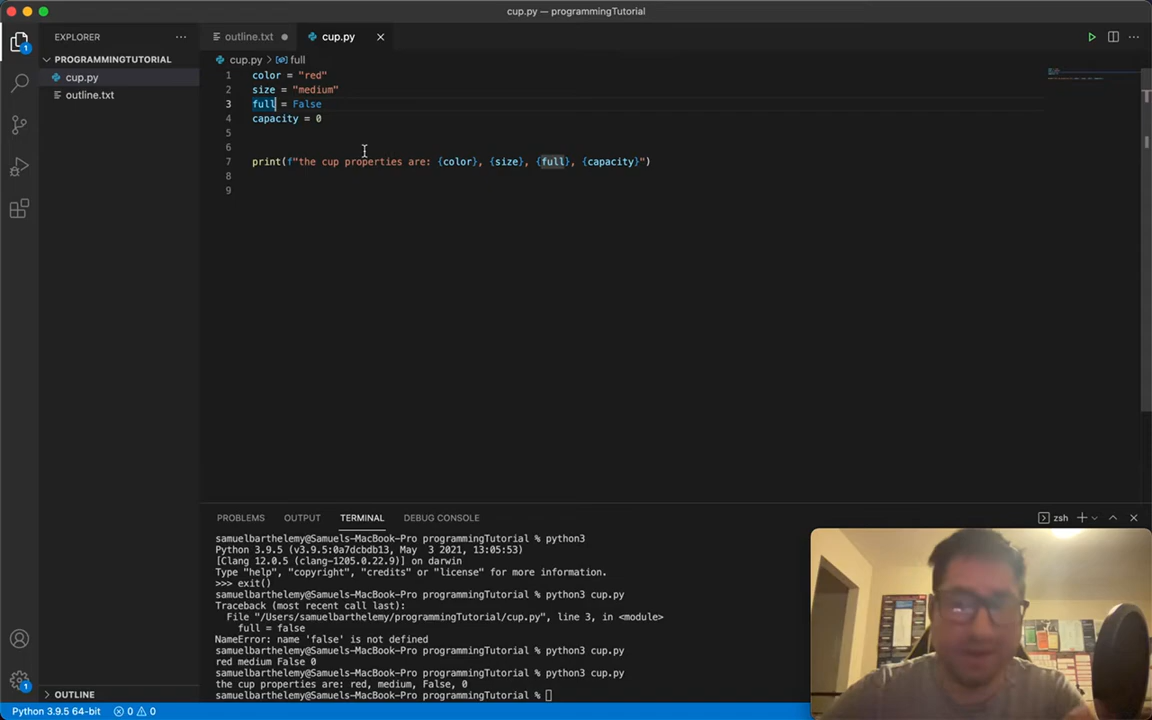 cup.py — programmingTutorial
EXPLORER
PROGRAMMINGTUTORIAL
cup.py
outline.txt
outline.txt
cup.py
cup.py > full
1 color = "red"
2 size = "medium"
3 full = False
4 capacity = 0
5
6
7 print(f"the cup properties are: {color}, {size}, {full}, {capacity}")
8
9
PROBLEMS OUTPUT TERMINAL DEBUG CONSOLE
zsh
samuelbarthelemy@Samuels-MacBook-Pro programmingTutorial % python3
Python 3.9.5 (v3.9.5:0a7dcbdb13, May  3 2021, 13:05:53)
[Clang 12.0.5 (clang-1205.0.22.9)] on darwin
Type "help", "copyright", "credits" or "license" for more information.
>>> exit()
samuelbarthelemy@Samuels-MacBook-Pro programmingTutorial % python3 cup.py
Traceback (most recent call last):
File "/Users/samuelbarthelemy/programmingTutorial/cup.py", line 3, in <module>
full = false
NameError: name 'false' is not defined
samuelbarthelemy@Samuels-MacBook-Pro programmingTutorial % python3 cup.py
red medium False 0
samuelbarthelemy@Samuels-MacBook-Pro programmingTutorial % python3 cup.py
the cup properties are: red, medium, False, 0
samuelbarthelemy@Samuels-MacBook-Pro programmingTutorial %
1
1
OUTLINE
Python 3.9.5 64-bit 0 0